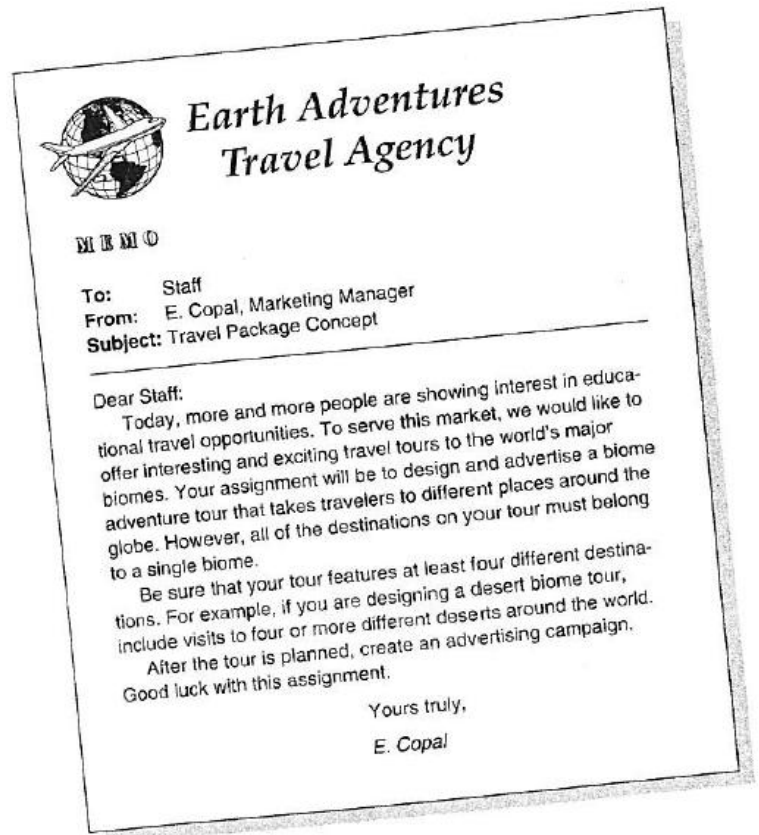 Earth Adventures
Travel Agency
MEMO
To: Staff
From: E. Copal, Marketing Manager
Subject: Travel Package Concept
Dear Staff:
Today, more and more people are showing interest in educa-
tional travel opportunities. To serve this market, we would like to
offer interesting and exciting travel tours to the world's major
biomes. Your assignment will be to design and advertise a biome
adventure tour that takes travelers to different places around the
globe. However, all of the destinations on your tour must belong
to a single biome.
Be sure that your tour features at least four different destina-
tions. For example, if you are designing a desert biome tour,
include visits to four or more different deserts around the world.
After the tour is planned, create an advertising campaign.
Good luck with this assignment.
Yours truly,
E. Copal